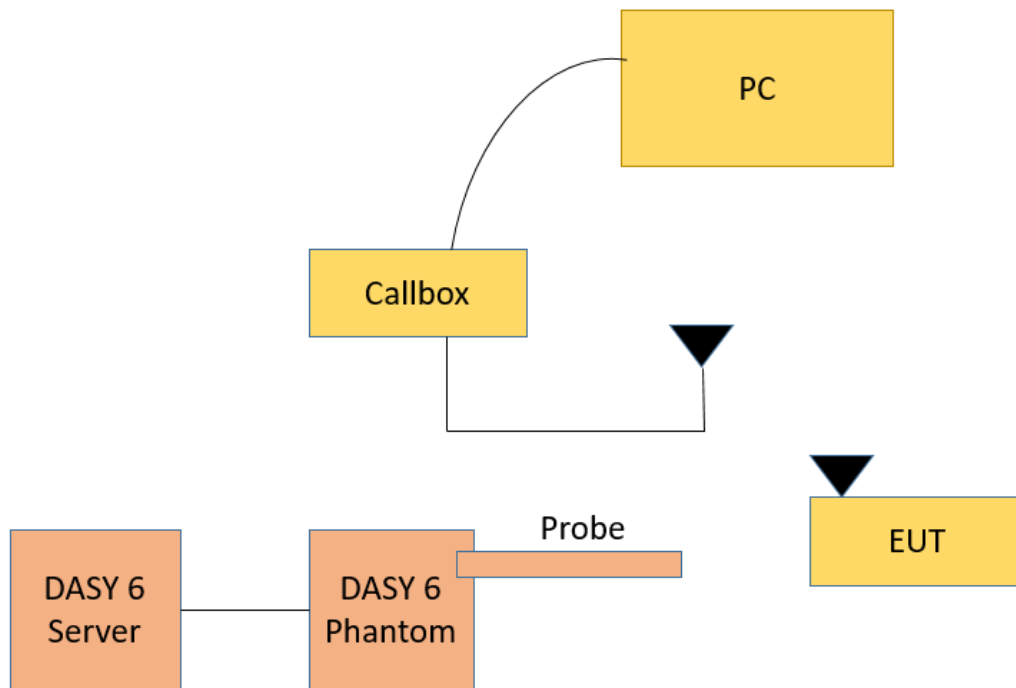 PC
Callbox
Probe
EUT
DASY 6
Server
DASY 6
Phantom